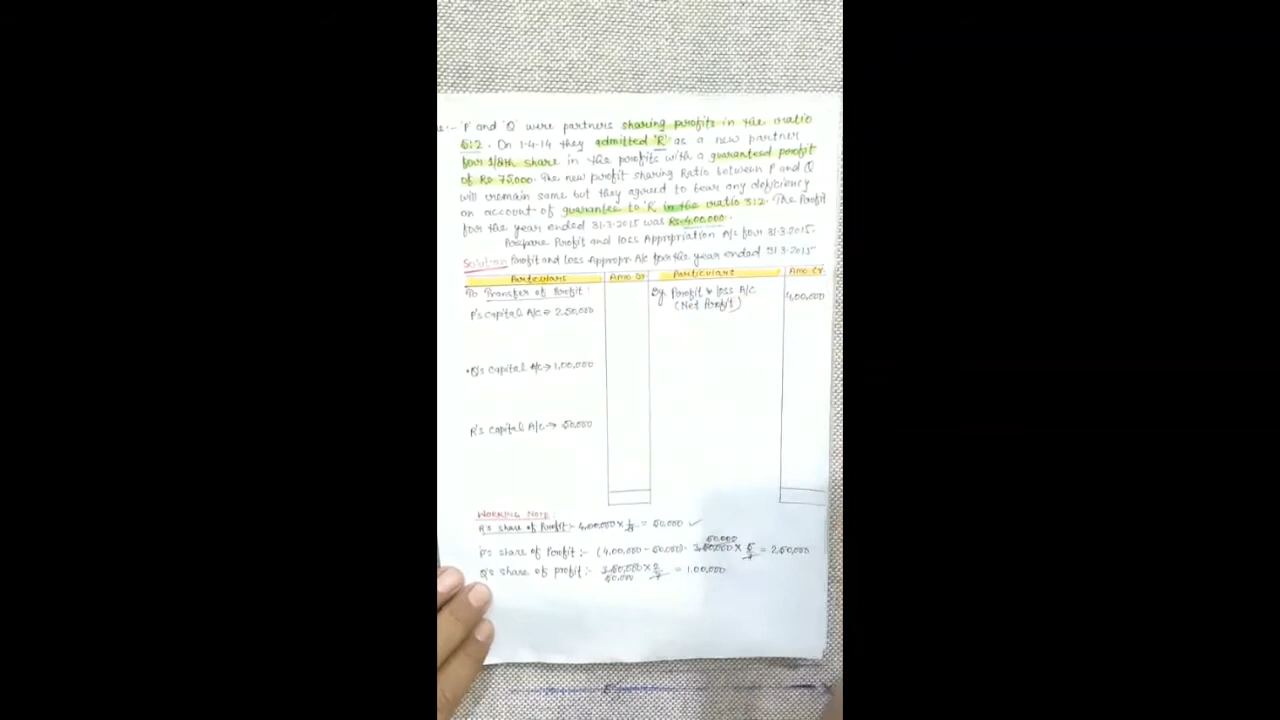 e:- 'P' and 'Q' were partners sharing profits in the ratio
5:2. On 1-4-14 they admitted 'R' as a new partner
for 1/8th share in the profits with a guaranteed profit
of Rs 75,000. The new profit sharing Ratio between P and Q
will remain same but they agreed to bear any deficiency
on account of guarantee to 'R in the ratio 3:2. The Profit
for the year ended 31-3-2015 was Rs 4,00,000.
Prepare Profit and loss Appropriation A/c for 31-3-2015.
Solution Profit and Loss Appropr. A/c for the year ended 31-3-2015
Particulars Amo Dr. Particulars Amo Cr.
To Transfer of Profit: By Profit & loss A/c 4,00,000
(Net Profit)
P's Capital A/c → 2,50,000
•Q's Capital A/c → 1,00,000
R's Capital A/c → 50,000
WORKING NOTE:
R's share of Profit:- 4,00,000 × 1/8 = 50,000 ✓
50,000
P's share of Profit:- (4,00,000 - 50,000) - 3,50,000 × 5/7 = 2,50,000
Q's share of profit:- 3,50,000 × 2/7 = 1,00,000
50,000